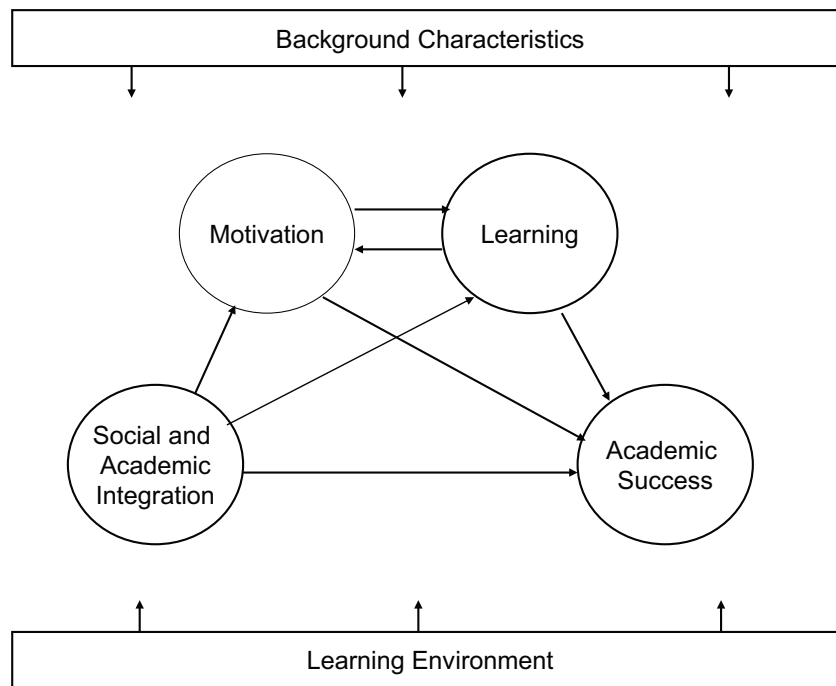 Background Characteristics
Motivation
Learning
Social and
Academic
Integration
Academic
Success
Learning Environment